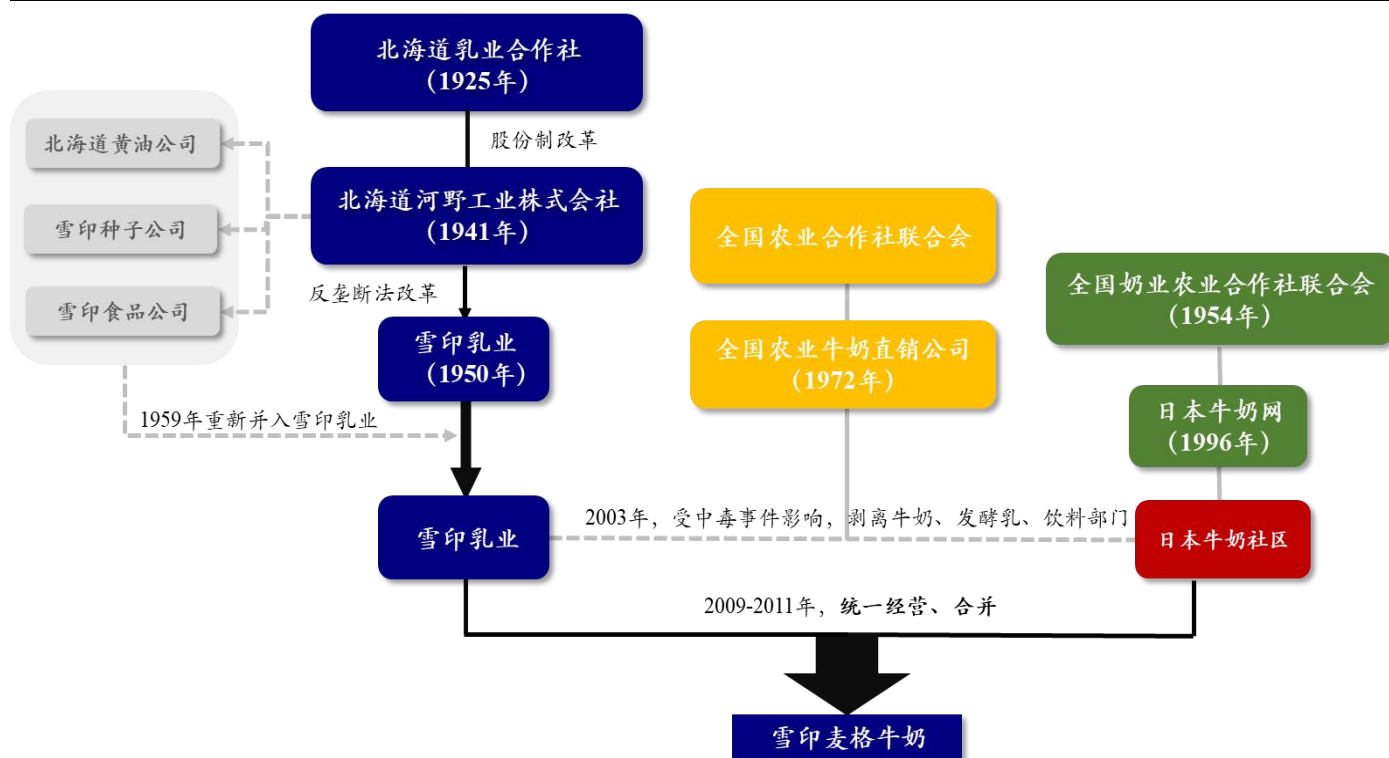 北海道乳业合作社
（1925年）
股份制改革
北海道黄油公司
雪印种子公司
雪印食品公司
北海道河野工业株式会社
（1941年）
反垄断法改革
雪印乳业
（1950年）
1959年重新并入雪印乳业
雪印乳业
全国农业合作社联合会
全国农业牛奶直销公司
（1972年）
全国奶业农业合作社联合会
（1954年）
日本牛奶网
（1996年）
2003年，受中毒事件影响，剥离牛奶、发酵乳、饮料部门
日本牛奶社区
2009-2011年，统一经营、合并
雪印麦格牛奶